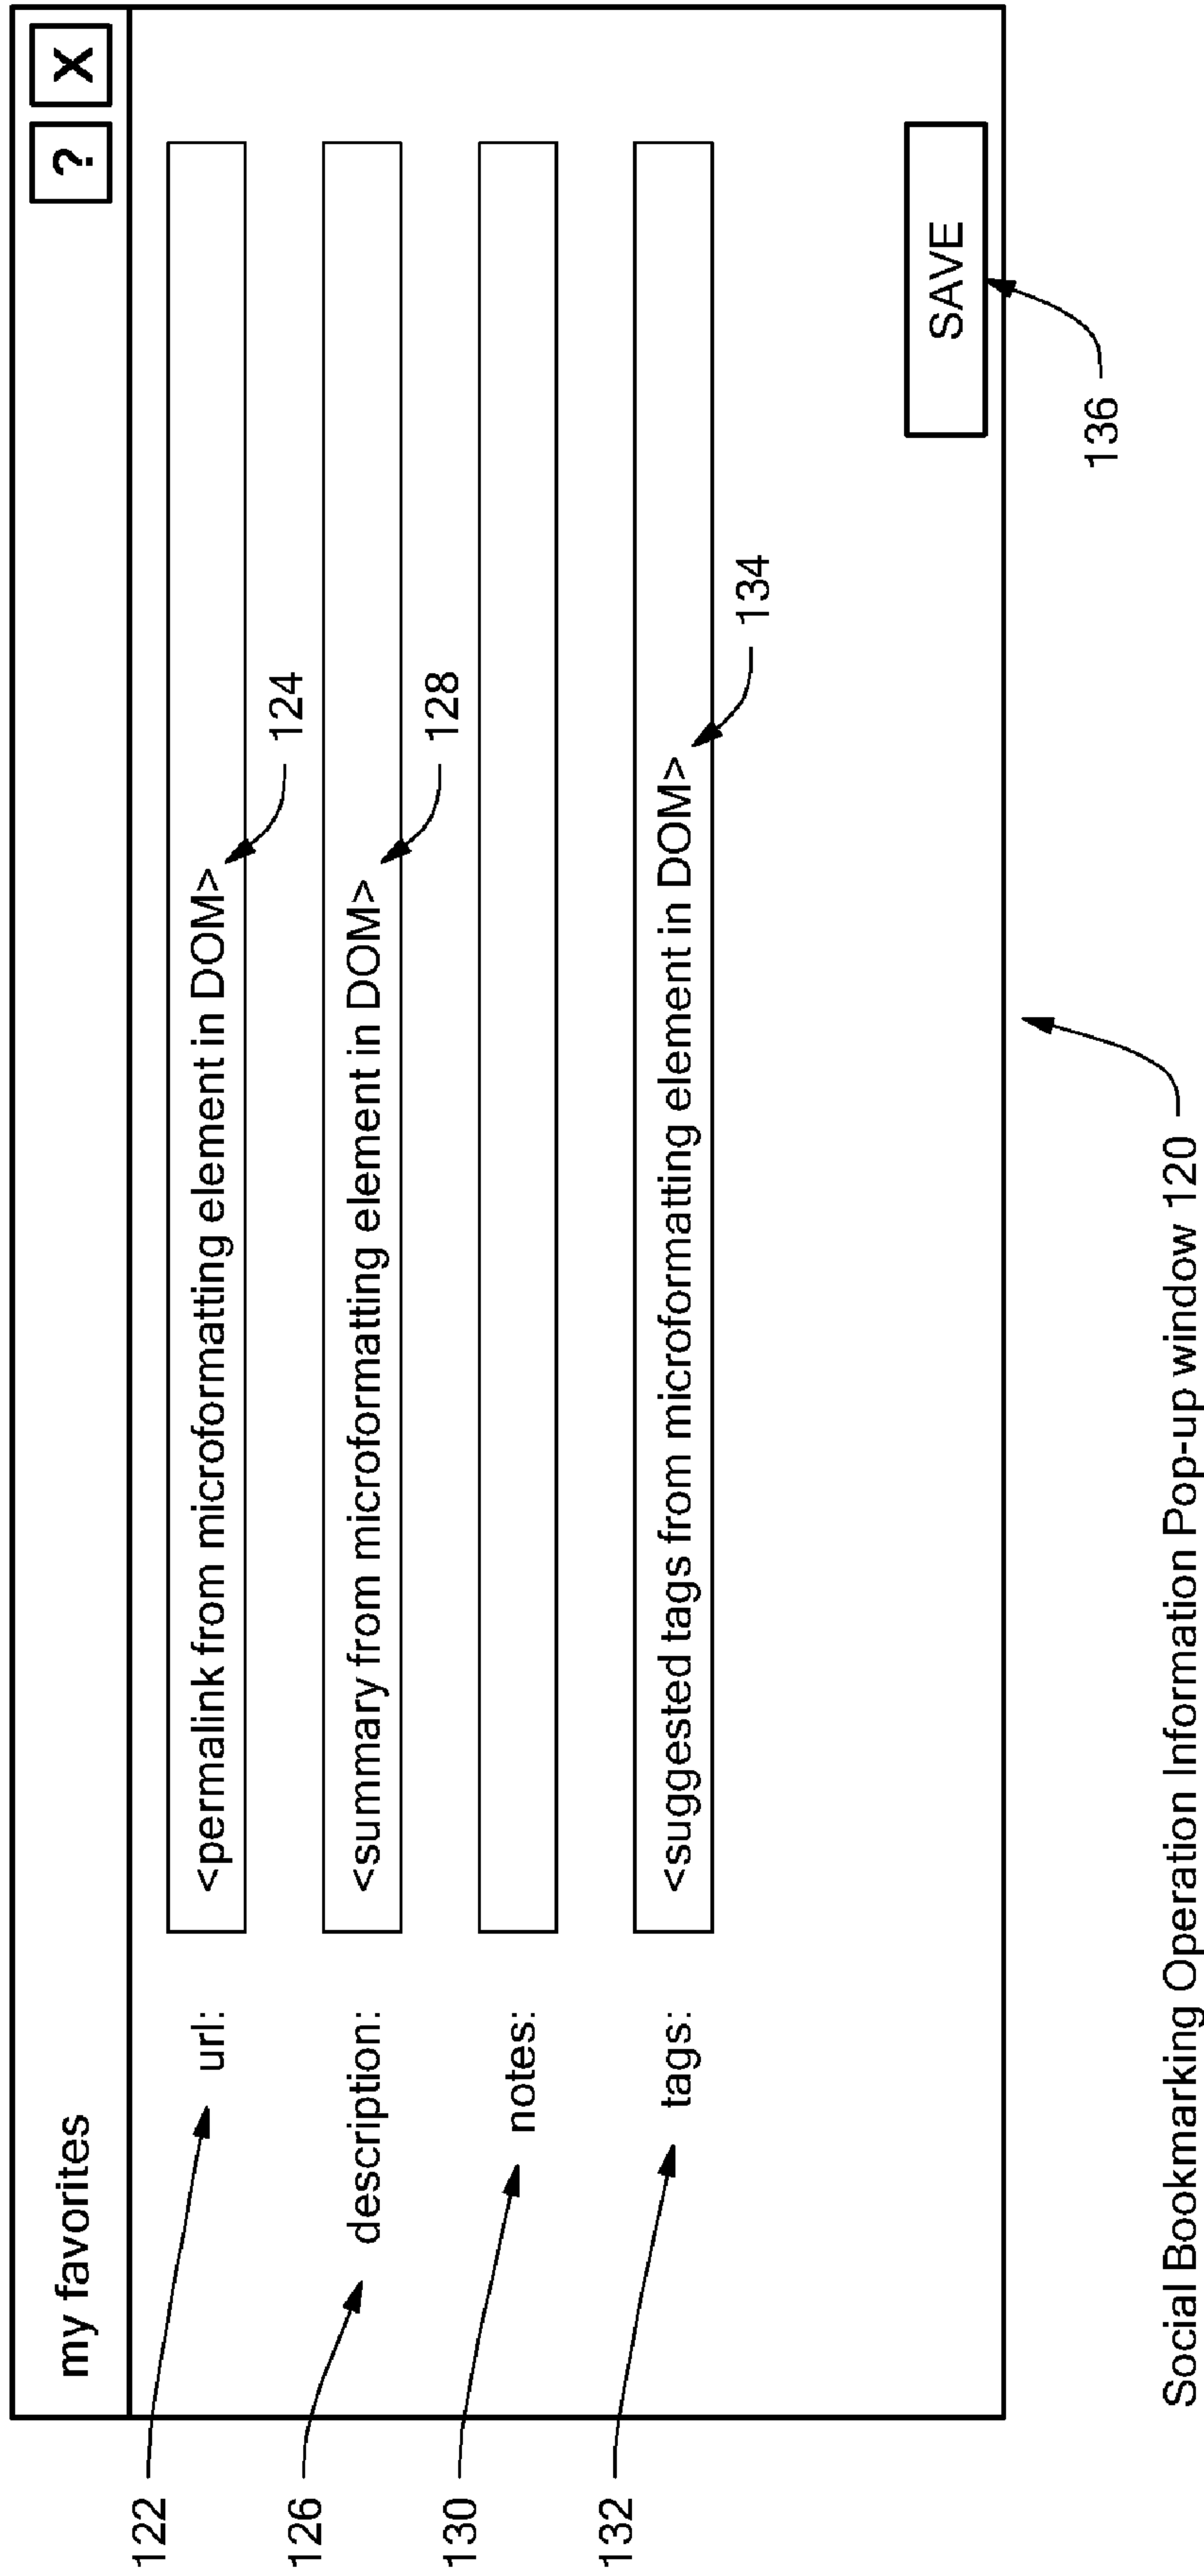 my favorites ? X
122 url: <permalink from microformatting element in DOM> 124
126 description: <summary from microformatting element in DOM> 128
130 notes:
132 tags: <suggested tags from microformatting element in DOM> 134
SAVE
136
Social Bookmarking Operation Information Pop-up window 120